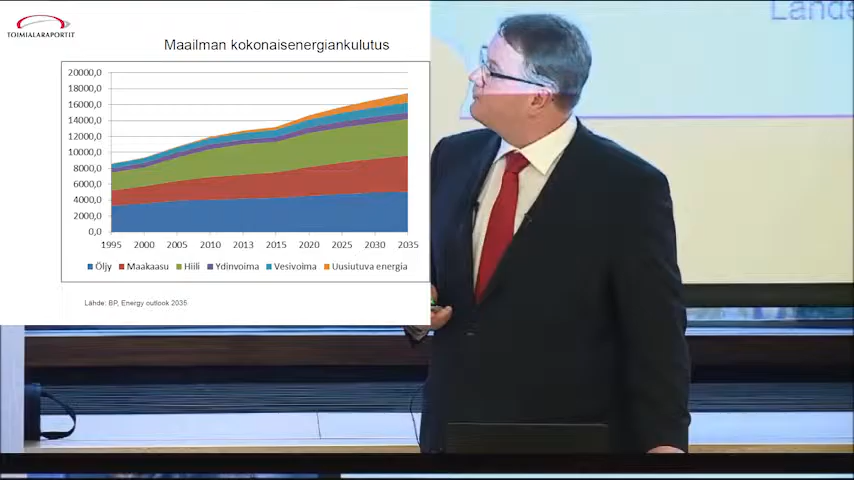 TOIMIALARAPORTIT
Maailman kokonaisenergiankulutus
20000,0
18000,0
16000,0
14000,0
12000,0
10000,0
8000,0
6000,0
4000,0
2000,0
0,0
1995 2000 2005 2010 2013 2015 2020 2025 2030 2035
Öljy Maakaasu Hiili Ydinvoima Vesivoima Uusiutuva energia
Lähde: BP, Energy outlook 2035